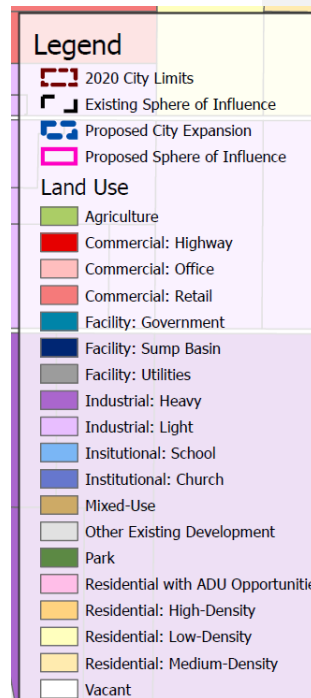 Legend
2020 City Limits
Existing Sphere of Influence
Proposed City Expansion
Proposed Sphere of Influence
Land Use
Agriculture
Commercial: Highway
Commercial: Office
Commercial: Retail
Facility: Government
Facility: Sump Basin
Facility: Utilities
Industrial: Heavy
Industrial: Light
Insitutional: School
Institutional: Church
Mixed-Use
Other Existing Development
Park
Residential with ADU Opportunitie
Residential: High-Density
Residential: Low-Density
Residential: Medium-Density
Vacant